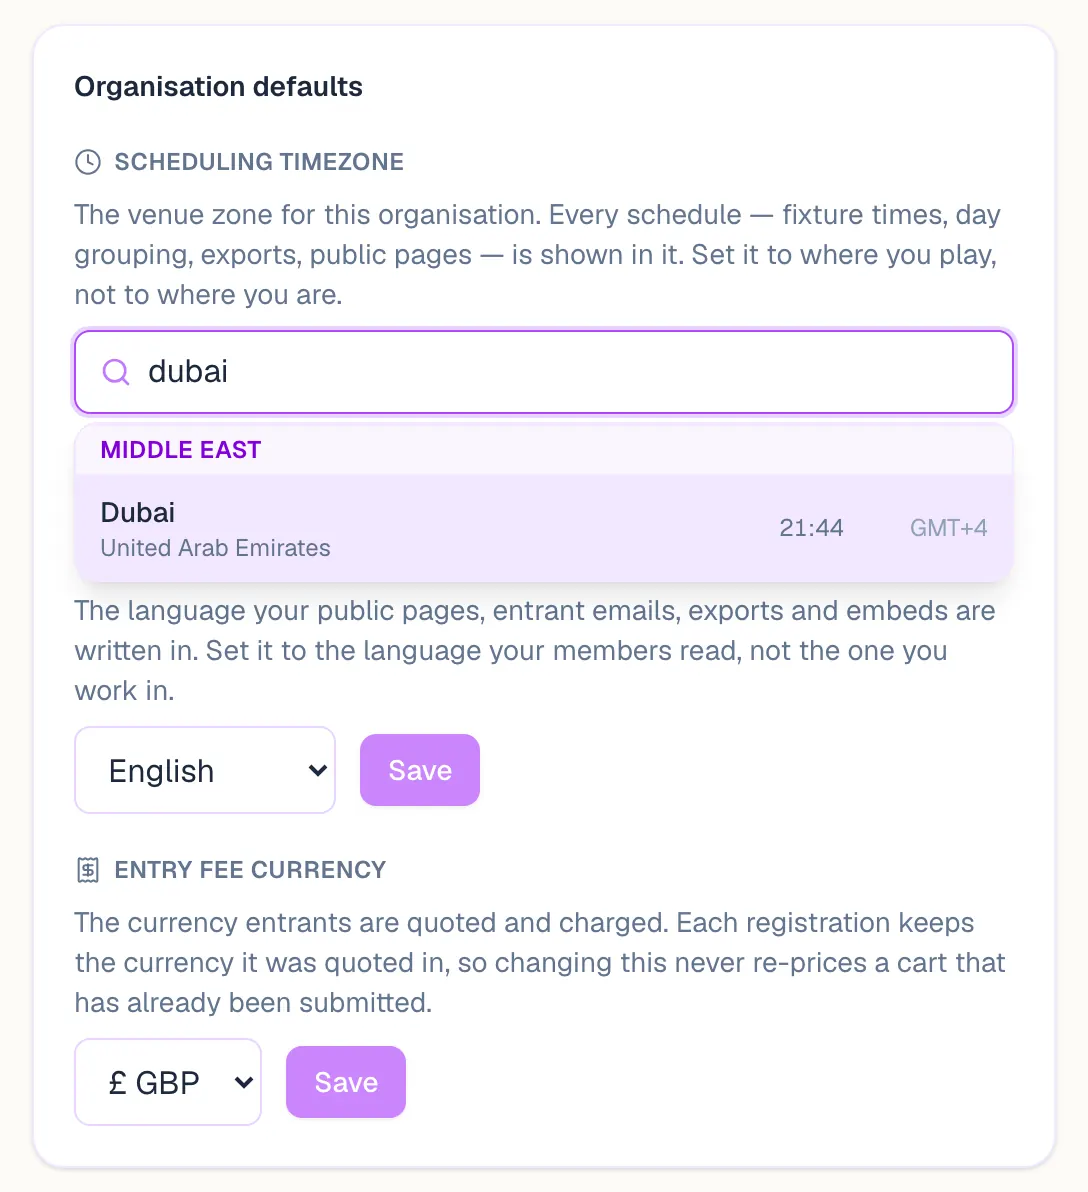 Organisation defaults
SCHEDULING TIMEZONE
The venue zone for this organisation. Every schedule — fixture times, day
grouping, exports, public pages — is shown in it. Set it to where you play,
not to where you are.
dubai
MIDDLE EAST
Dubai
United Arab Emirates
21:44
GMT+4
The language your public pages, entrant emails, exports and embeds are
written in. Set it to the language your members read, not the one you
work in.
English
Save
ENTRY FEE CURRENCY
The currency entrants are quoted and charged. Each registration keeps
the currency it was quoted in, so changing this never re-prices a cart that
has already been submitted.
£ GBP
Save